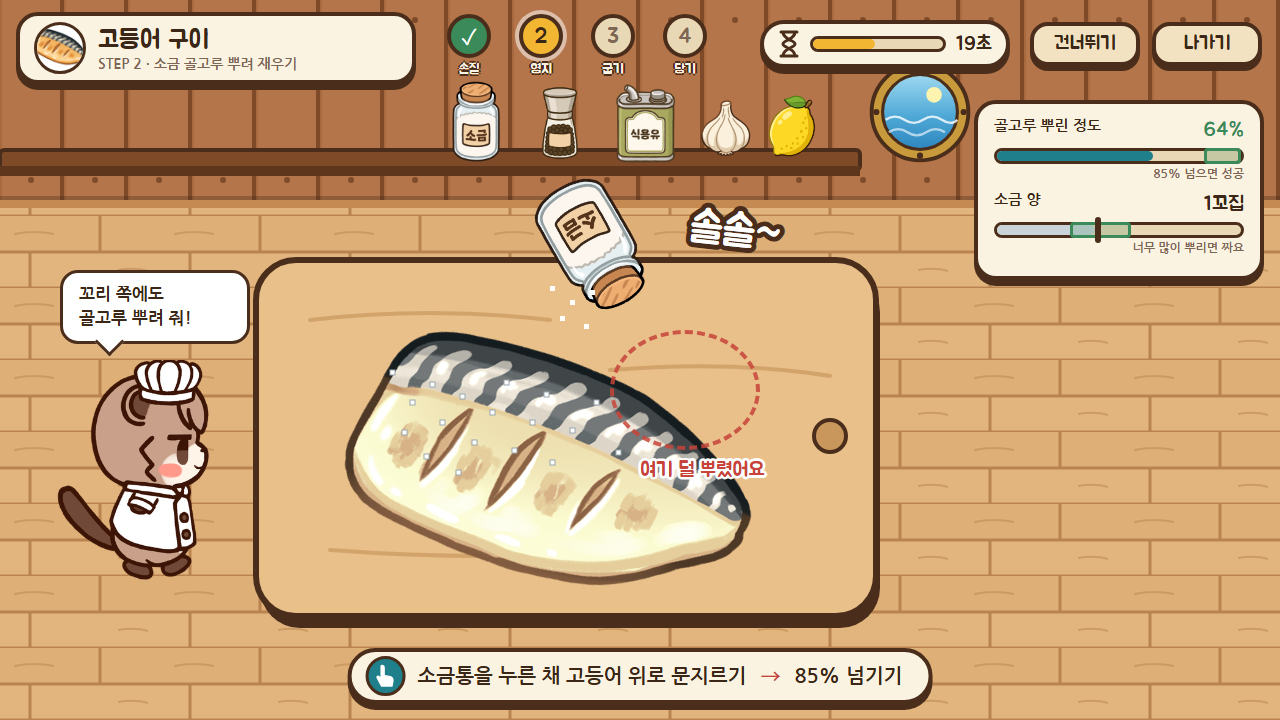 고등어 구이
STEP 2 · 소금 골고루 뿌려 재우기
✓
손질
2
염지
3
굽기
4
담기
19초
건너뛰기
나가기
소금
식용유
골고루 뿌린 정도
64%
85% 넘으면 성공
소금 양
1꼬집
너무 많이 뿌리면 짜요
솔솔~
꼬리 쪽에도
골고루 뿌려 줘!
여기 덜 뿌렸어요
소금통을 누른 채 고등어 위로 문지르기 → 85% 넘기기